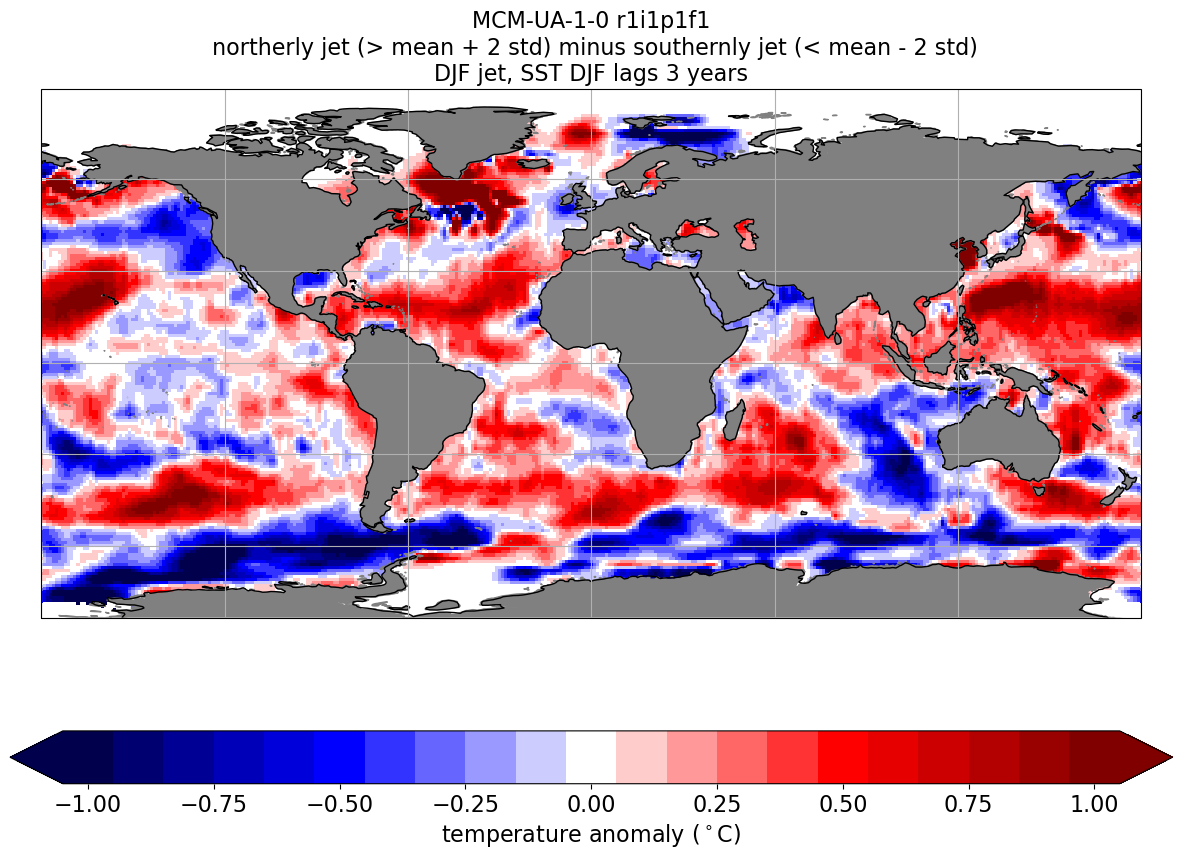 MCM-UA-1-0 r1i1p1f1
northerly jet (> mean + 2 std) minus southernly jet (< mean - 2 std)
DJF jet, SST DJF lags 3 years
−1.00 −0.75 −0.50 −0.25 0.00 0.25 0.50 0.75 1.00
temperature anomaly (°C)